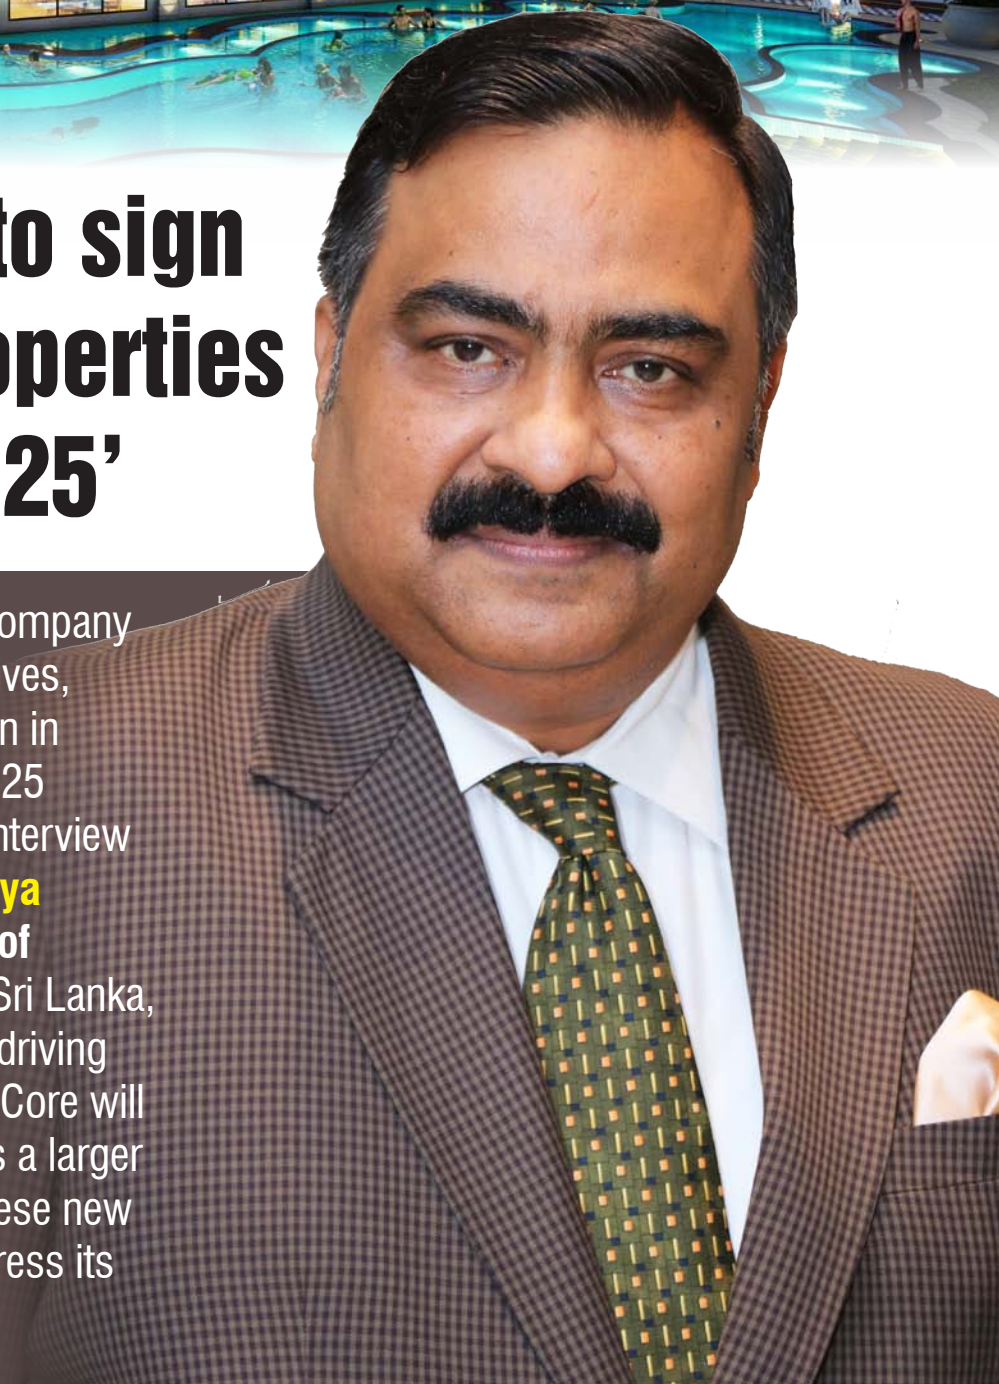 to sign
operties
25’
ompany
ves,
n in
25
nterview
ya
of
Sri Lanka,
driving
Core will
s a larger
ese new
ress its